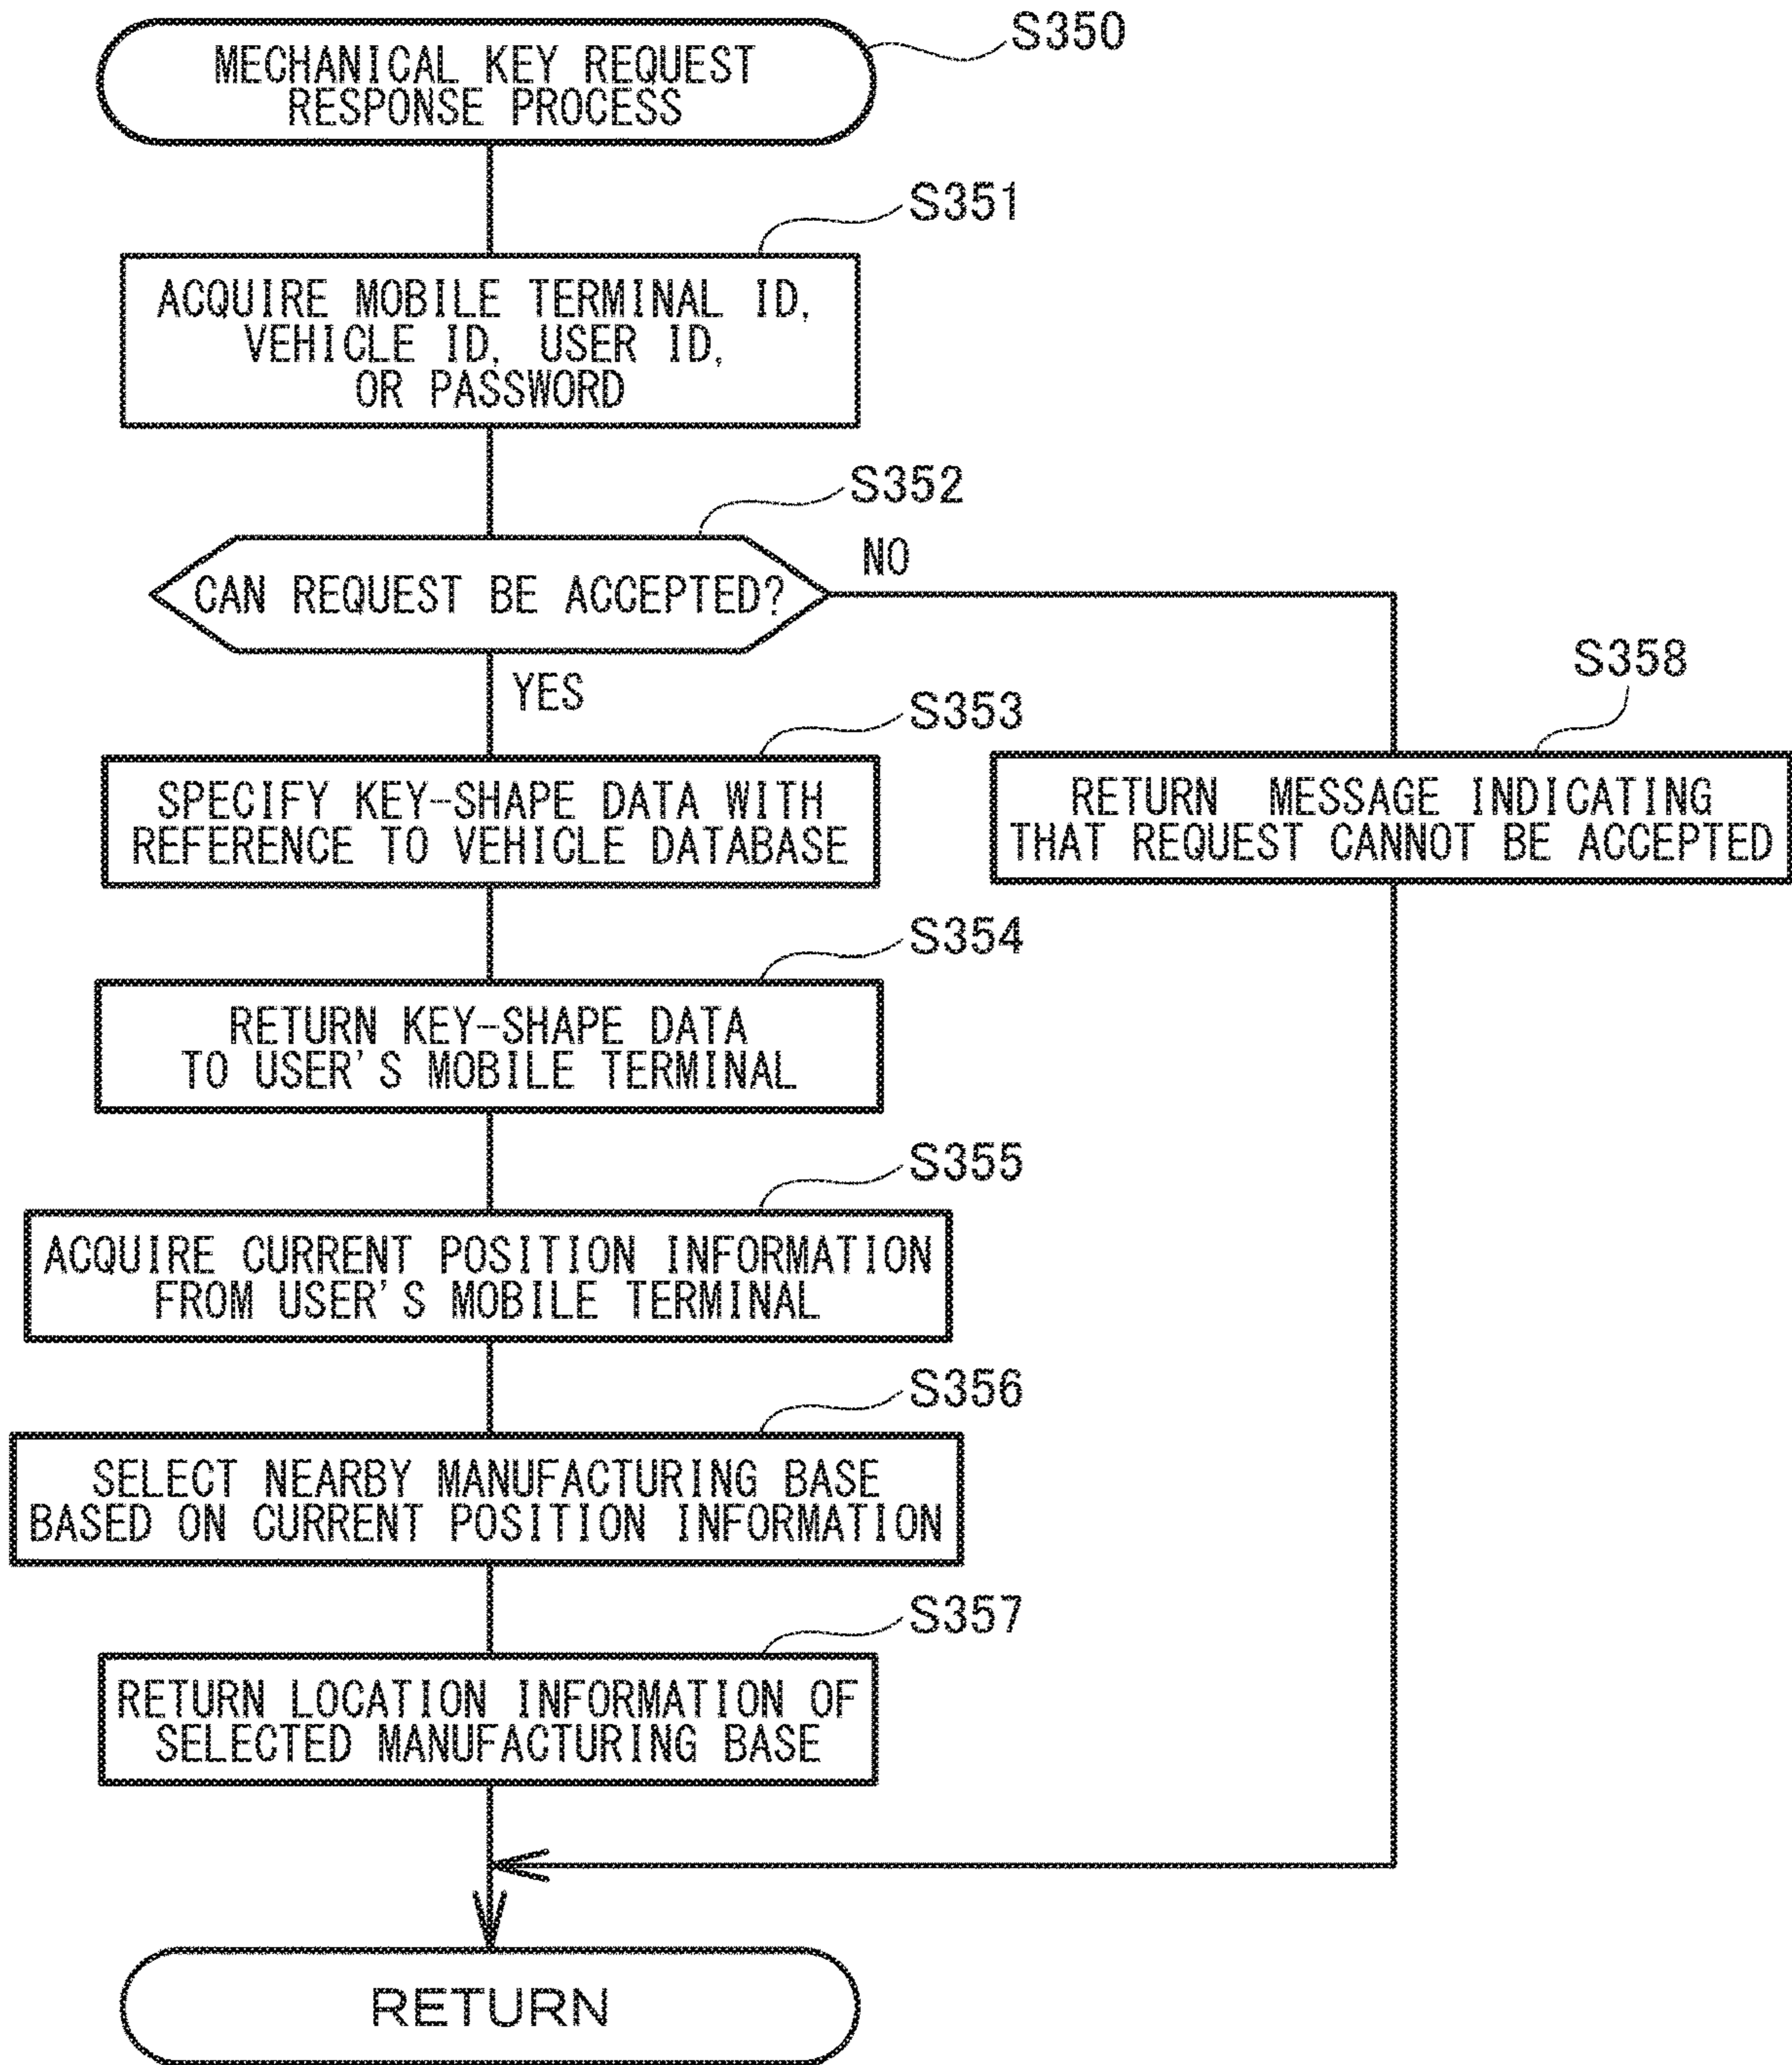 S350
MECHANICAL KEY REQUEST
RESPONSE PROCESS
S351
ACQUIRE MOBILE TERMINAL ID,
VEHICLE ID, USER ID,
OR PASSWORD
S352
CAN REQUEST BE ACCEPTED?
NO
YES
S353
SPECIFY KEY-SHAPE DATA WITH
REFERENCE TO VEHICLE DATABASE
S358
RETURN MESSAGE INDICATING
THAT REQUEST CANNOT BE ACCEPTED
S354
RETURN KEY-SHAPE DATA
TO USER'S MOBILE TERMINAL
S355
ACQUIRE CURRENT POSITION INFORMATION
FROM USER'S MOBILE TERMINAL
S356
SELECT NEARBY MANUFACTURING BASE
BASED ON CURRENT POSITION INFORMATION
S357
RETURN LOCATION INFORMATION OF
SELECTED MANUFACTURING BASE
RETURN